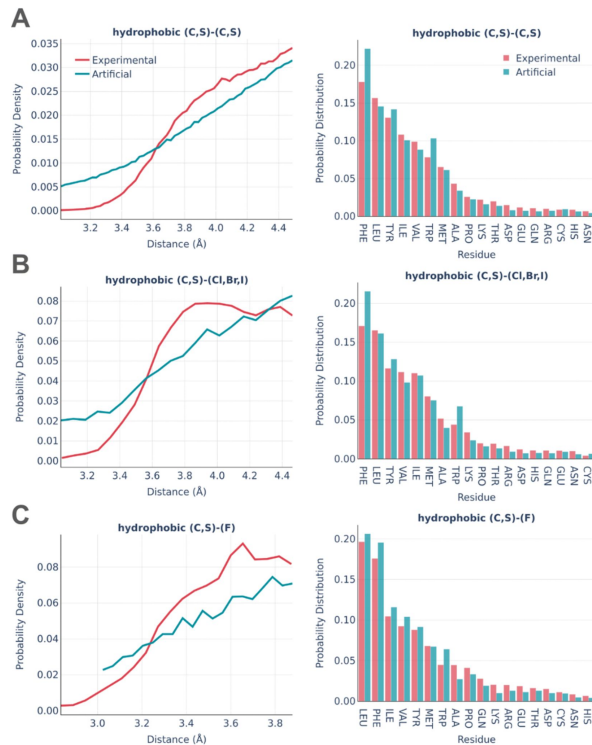 A
hydrophobic (C,S)-(C,S)
Experimental
Artificial
Probability Density
0.035
0.030
0.025
0.020
0.015
0.010
0.005
0.000
3.2 3.4 3.6 3.8 4.0 4.2 4.4
Distance (Å)
hydrophobic (C,S)-(C,S)
Experimental
Artificial
Probability Distribution
0.20
0.15
0.10
0.05
0.00
PHE LEU TYR ILE VAL TRP MET ALA PRO LYS THR ASP GLU GLN ARG CYS HIS ASN
Residue
B
hydrophobic (C,S)-(Cl,Br,I)
Probability Density
0.08
0.07
0.06
0.05
0.04
0.03
0.02
0.01
0.00
3.2 3.4 3.6 3.8 4.0 4.2 4.4
Distance (Å)
hydrophobic (C,S)-(Cl,Br,I)
Probability Distribution
0.20
0.15
0.10
0.05
0.00
PHE LEU TYR VAL ILE MET ALA TRP LYS PRO THR ARG ASP HIS GLN GLU ASN CYS
Residue
C
hydrophobic (C,S)-(F)
Probability Density
0.08
0.06
0.04
0.02
0.00
3.0 3.2 3.4 3.6 3.8
Distance (Å)
hydrophobic (C,S)-(F)
Probability Distribution
0.20
0.15
0.10
0.05
0.00
LEU PHE ILE VAL TYR MET TRP ALA PRO GLN LYS ARG GLU THR ASP CYS ASN HIS
Residue